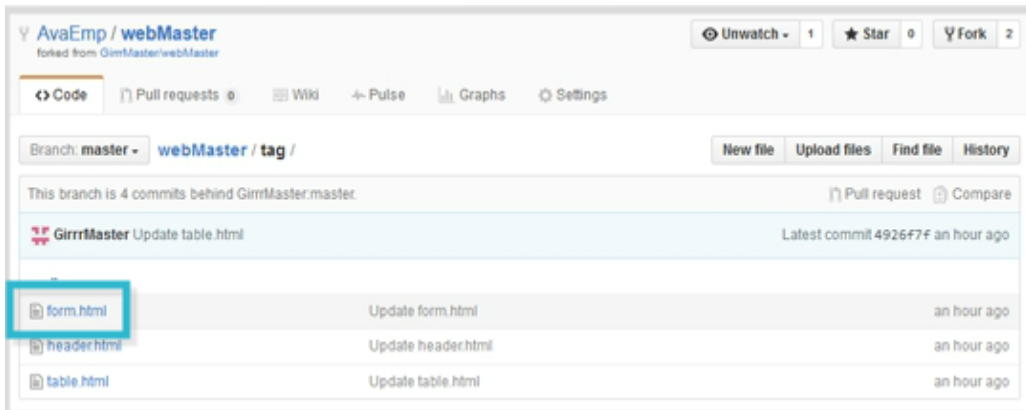 AvaEmp / webMaster
Unwatch 1 Star 0 Fork 2
forked from GirrrMaster/webMaster
Code Pull requests 0 Wiki Pulse Graphs Settings
Branch: master webMaster / tag /
New file Upload files Find file History
This branch is 4 commits behind GirrrMaster:master.
Pull request Compare
GirrrMaster Update table.html
Latest commit 4926f7f an hour ago
..
form.html Update form.html an hour ago
header.html Update header.html an hour ago
table.html Update table.html an hour ago